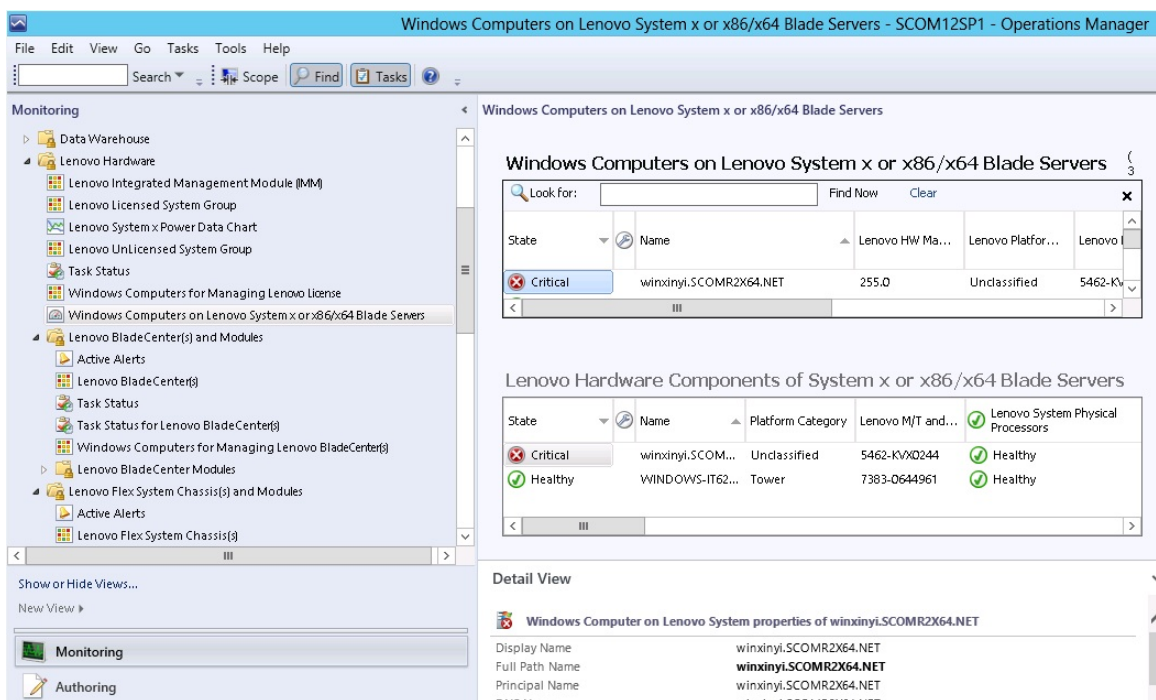 Windows Computers on Lenovo System x or x86/x64 Blade Servers - SCOM12SP1 - Operations Manager
File Edit View Go Tasks Tools Help
Search Scope Find Tasks
Monitoring
Data Warehouse
Lenovo Hardware
Lenovo Integrated Management Module (IMM)
Lenovo Licensed System Group
Lenovo System x Power Data Chart
Lenovo UnLicensed System Group
Task Status
Windows Computers for Managing Lenovo License
Windows Computers on Lenovo System x or x86/x64 Blade Servers
Lenovo BladeCenter(s) and Modules
Active Alerts
Lenovo BladeCenter(s)
Task Status
Task Status for Lenovo BladeCenter(s)
Windows Computers for Managing Lenovo BladeCenter(s)
Lenovo BladeCenter Modules
Lenovo Flex System Chassis(s) and Modules
Active Alerts
Lenovo Flex System Chassis(s)
Show or Hide Views...
New View
Monitoring
Authoring
Windows Computers on Lenovo System x or x86/x64 Blade Servers
Windows Computers on Lenovo System x or x86/x64 Blade Servers ( 3
Look for: Find Now Clear
State Name Lenovo HW Ma... Lenovo Platfor... Lenovo
Critical winxinyi.SCOMR2X64.NET 255.0 Unclassified 5462-KV
Lenovo Hardware Components of System x or x86/x64 Blade Servers
State Name Platform Category Lenovo M/T and... Lenovo System Physical Processors
Critical winxinyi.SCOM... Unclassified 5462-KVX0244 Healthy
Healthy WINDOWS-IT62... Tower 7383-0644961 Healthy
Detail View
Windows Computer on Lenovo System properties of winxinyi.SCOMR2X64.NET
Display Name winxinyi.SCOMR2X64.NET
Full Path Name winxinyi.SCOMR2X64.NET
Principal Name winxinyi.SCOMR2X64.NET